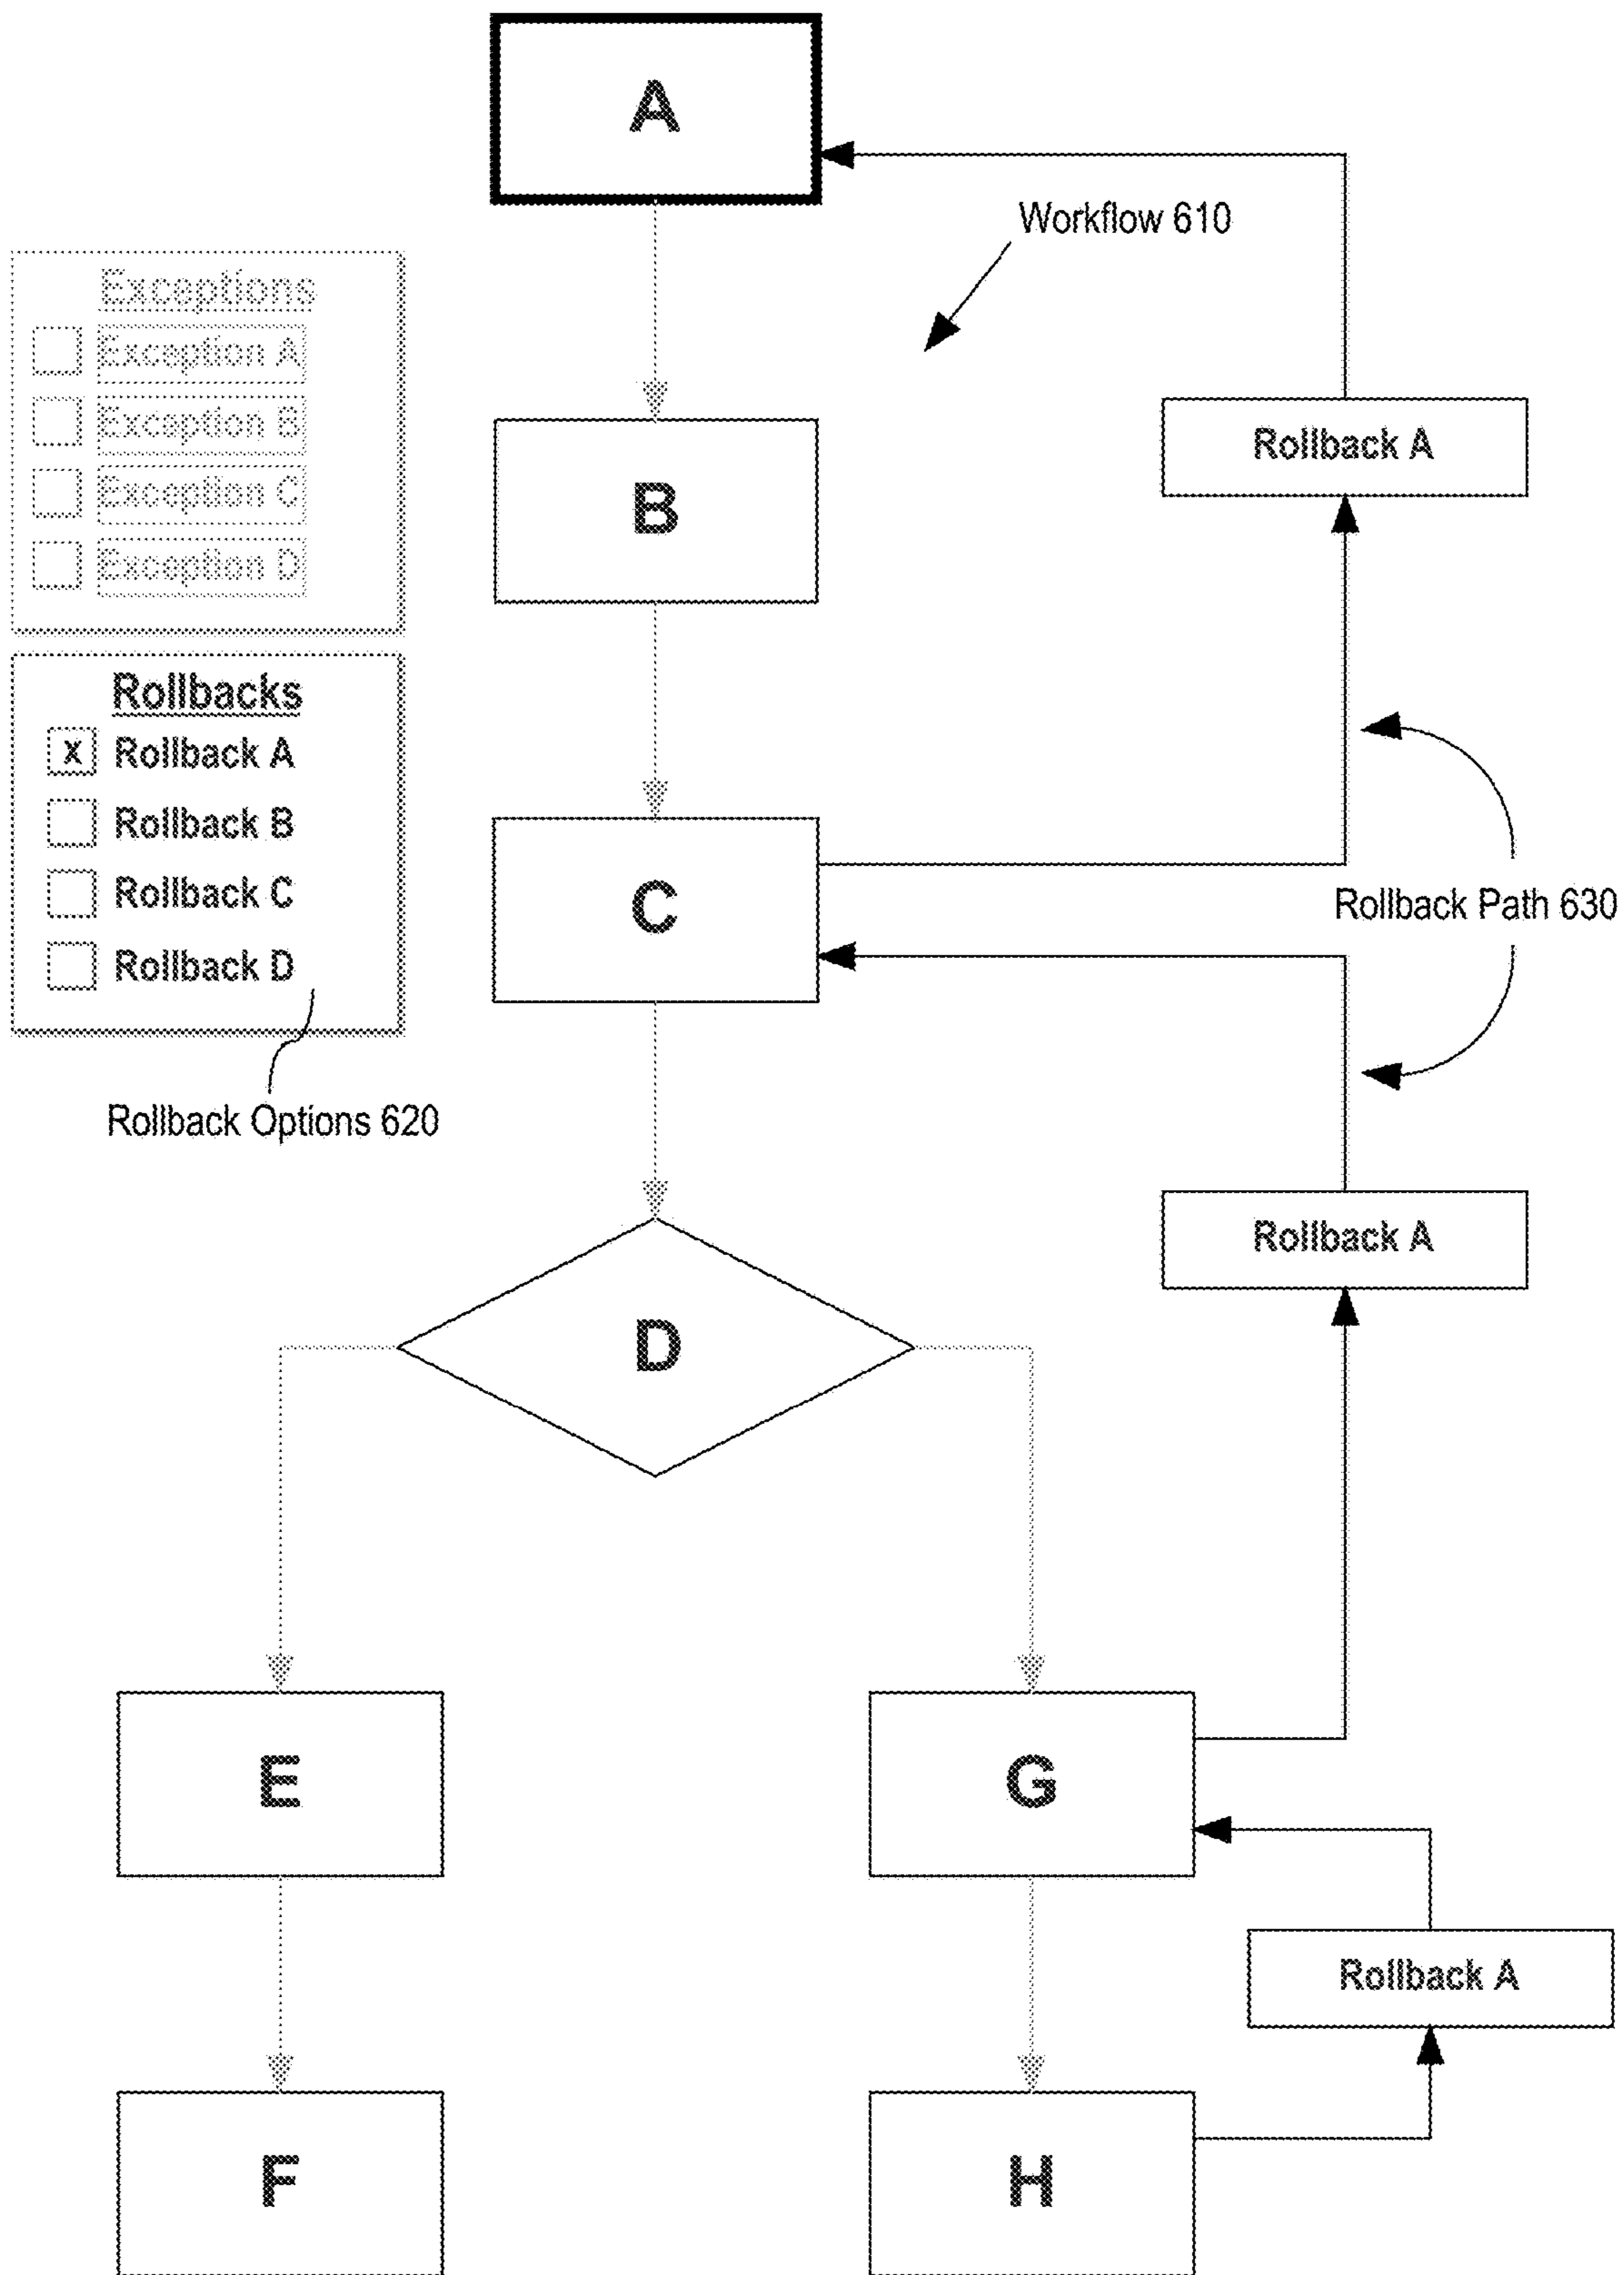 A
Workflow 610
Exceptions
Exception A
Exception B
Exception C
Exception D
Rollback A
B
Rollbacks
x Rollback A
Rollback B
Rollback C
Rollback D
C
Rollback Path 630
Rollback Options 620
Rollback A
D
E
G
Rollback A
F
H